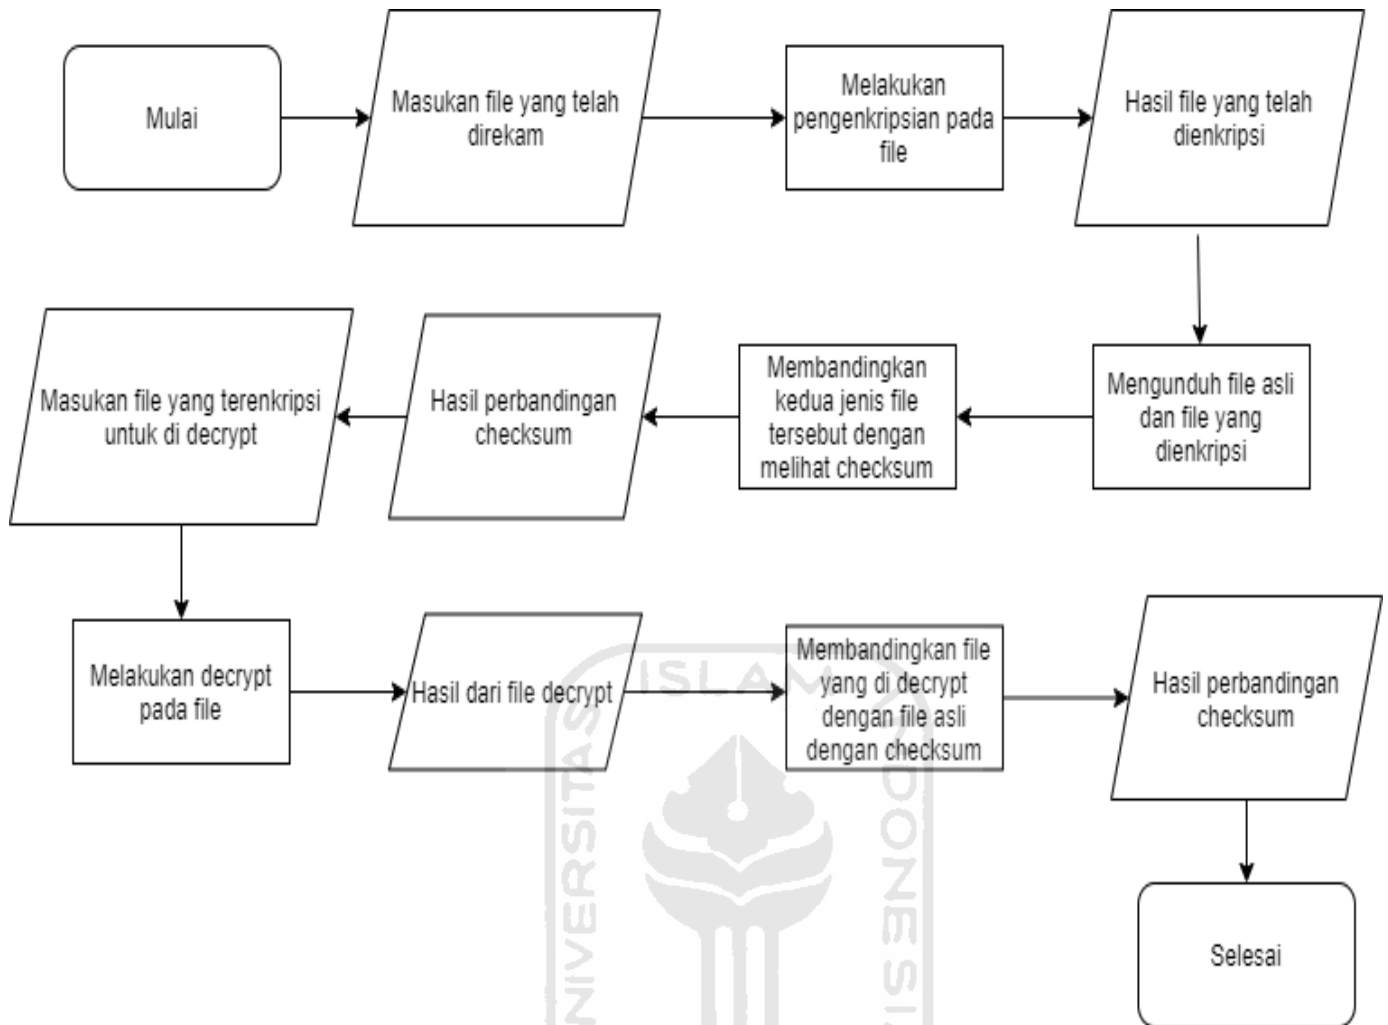 Mulai
Masukan file yang telah
direkam
Melakukan
pengenkripsian pada
file
Hasil file yang telah
dienkripsi
Mengunduh file asli
dan file yang
dienkripsi
Membandingkan
kedua jenis file
tersebut dengan
melihat checksum
Hasil perbandingan
checksum
Masukan file yang terenkripsi
untuk di decrypt
Melakukan decrypt
pada file
Hasil dari file decrypt
Membandingkan file
yang di decrypt
dengan file asli
dengan checksum
Hasil perbandingan
checksum
Selesai
UNIVERSITAS
ISLAM